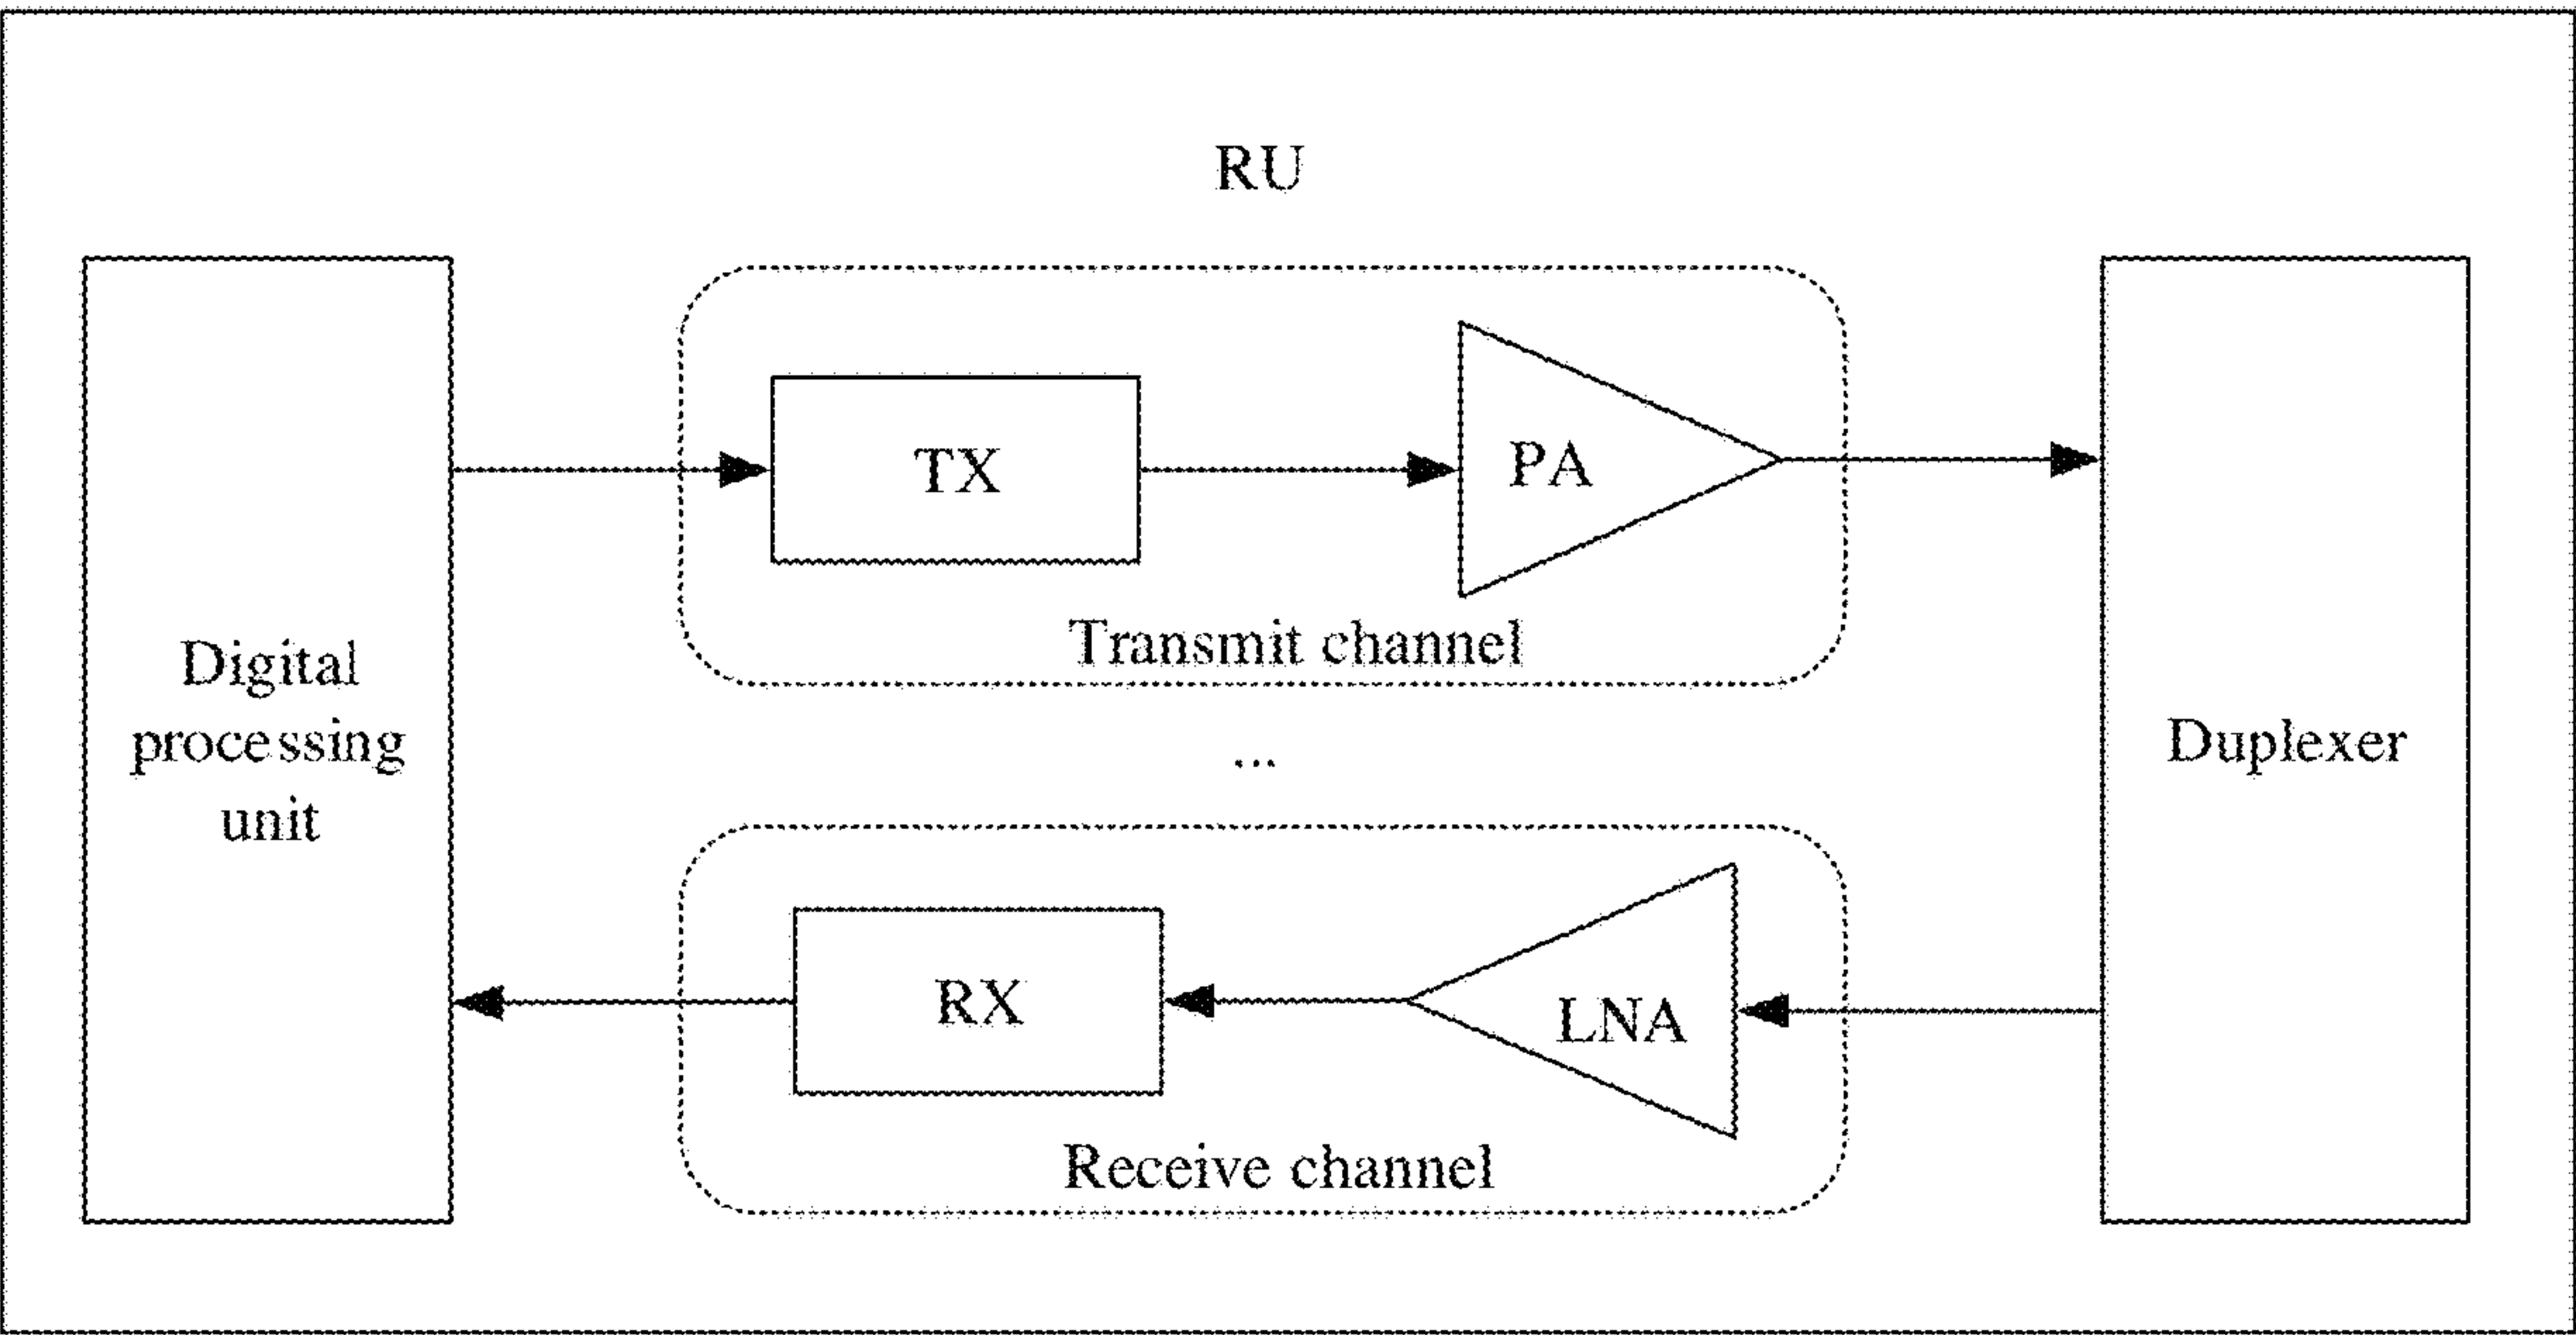 RU
TX
PA
Transmit channel
Digital
processing
unit
...
Duplexer
RX
LNA
Receive channel